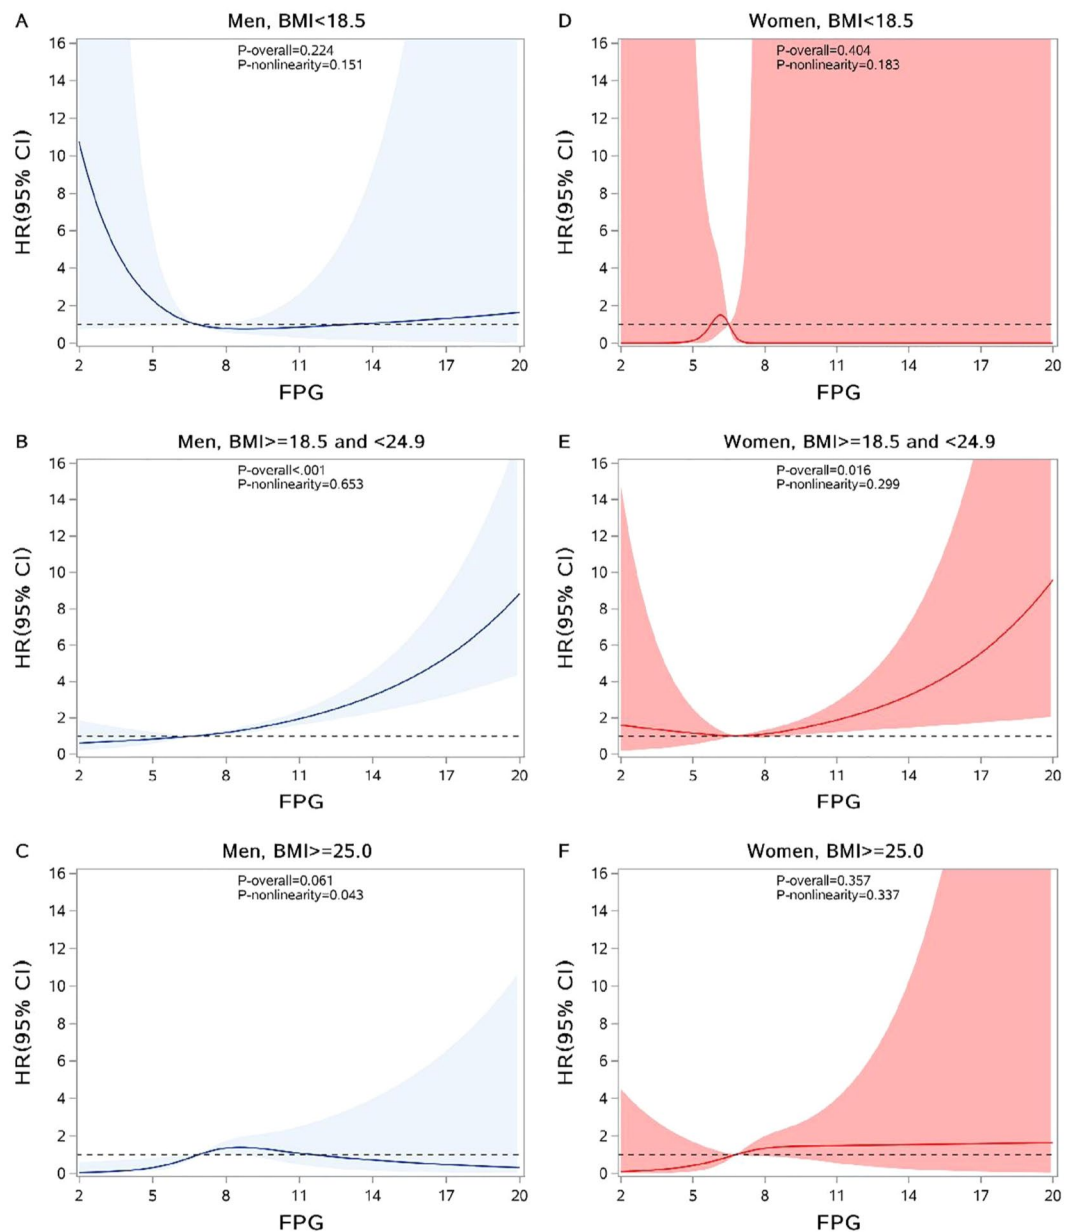 A
Men, BMI<18.5
P-overall=0.224
P-nonlinearity=0.151
16
14
12
10
8
6
4
2
0
HR(95% CI)
2 5 8 11 14 17 20
FPG
D
Women, BMI<18.5
P-overall=0.404
P-nonlinearity=0.183
16
14
12
10
8
6
4
2
0
HR(95% CI)
2 5 8 11 14 17 20
FPG
B
Men, BMI>=18.5 and <24.9
P-overall<.001
P-nonlinearity=0.653
16
14
12
10
8
6
4
2
0
HR(95% CI)
2 5 8 11 14 17 20
FPG
E
Women, BMI>=18.5 and <24.9
P-overall=0.016
P-nonlinearity=0.299
16
14
12
10
8
6
4
2
0
HR(95% CI)
2 5 8 11 14 17 20
FPG
C
Men, BMI>=25.0
P-overall=0.061
P-nonlinearity=0.043
16
14
12
10
8
6
4
2
0
HR(95% CI)
2 5 8 11 14 17 20
FPG
F
Women, BMI>=25.0
P-overall=0.357
P-nonlinearity=0.337
16
14
12
10
8
6
4
2
0
HR(95% CI)
2 5 8 11 14 17 20
FPG